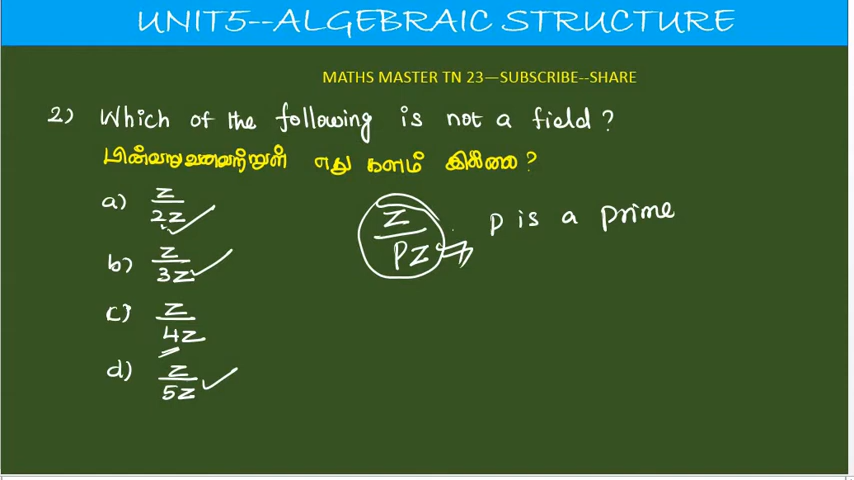 UNIT5--ALGEBRAIC STRUCTURE
MATHS MASTER TN 23—SUBSCRIBE--SHARE
2) Which of the following is not a field?
பின்வருவனவற்றுள் எது களம் இல்லை?
a) Z/2Z
b) Z/3Z
c) Z/4Z
d) Z/5Z
Z/PZ P is a prime